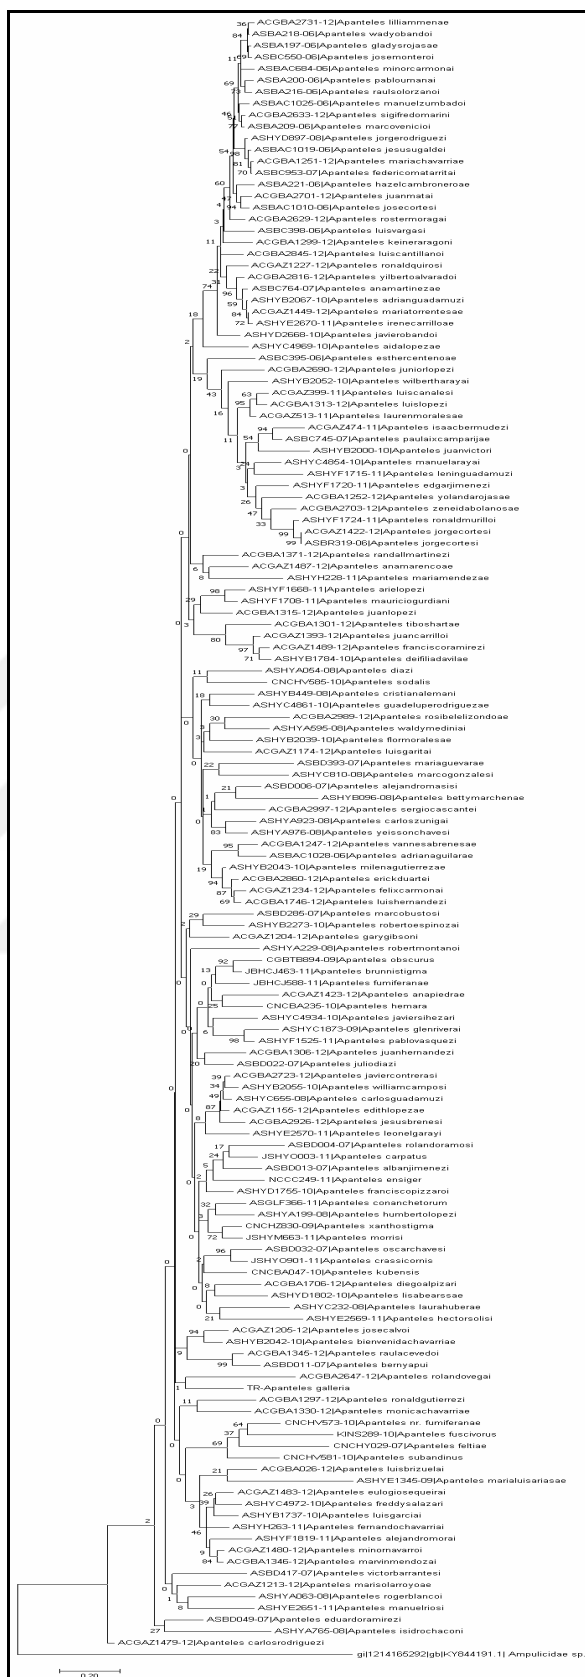 ACGBA2731-12|Apanteles lilliammenae
ASBA218-06|Apanteles wadyobandoi
ASBA197-06|Apanteles gladysrojasae
ASBC550-06|Apanteles josemonteroi
ASBAC684-06|Apanteles minorcarmonai
ASBA200-06|Apanteles pabloumanai
ASBA216-06|Apanteles raulsolorzanoi
ASBAC1025-06|Apanteles manuelzumbadoi
ACGBA2633-12|Apanteles sigifredomarini
ASBA209-06|Apanteles marcovenicioi
ASHYD897-08|Apanteles jorgerodriguezi
ASBAC1019-06|Apanteles jesusugaldei
ACGBA1251-12|Apanteles mariachavarriae
ASBC953-07|Apanteles federicomatarritai
ASBA221-06|Apanteles hazelcambroneroae
ACGBA2701-12|Apanteles juanmatai
ASBAC1010-06|Apanteles josecortesi
ACGBA2629-12|Apanteles rostermoragai
ASBC398-06|Apanteles luisvargasi
ACGBA1299-12|Apanteles keineraragoni
ACGBA2845-12|Apanteles luiscantillanoi
ACGAZ1227-12|Apanteles ronaldquirosi
ACGBA2816-12|Apanteles yilbertoalvaradoi
ASBC764-07|Apanteles anamartinezae
ASHYB2067-10|Apanteles adrianguadamuzi
ACGAZ1449-12|Apanteles mariatorrentesae
ASHYE2670-11|Apanteles irenecarrilloae
ASHYD2668-10|Apanteles javierobandoi
ASHYC4969-10|Apanteles aidalopezae
ASBC395-06|Apanteles esthercentenoae
ACGBA2690-12|Apanteles juniorlopezi
ASHYB2052-10|Apanteles wilbertharayai
ACGAZ399-11|Apanteles luiscanalesi
ACGBA1313-12|Apanteles luislopezi
ACGAZ513-11|Apanteles laurenmoralesae
ACGAZ474-11|Apanteles isaacbermudezi
ASBC745-07|Apanteles paulaixcamparijae
ASHYB2000-10|Apanteles juanvictori
ASHYC4854-10|Apanteles manuelarayai
ASHYF1715-11|Apanteles leninguadamuzi
ASHYF1720-11|Apanteles edgarjimenezi
ACGBA1252-12|Apanteles yolandarojasae
ACGBA2703-12|Apanteles zeneidabolanosae
ASHYF1724-11|Apanteles ronaldmurilloi
ACGAZ1422-12|Apanteles jorgecortesi
ASBR319-06|Apanteles jorgecortesi
ACGBA1371-12|Apanteles randallmartinezi
ACGAZ1487-12|Apanteles anamarencoae
ASHYH228-11|Apanteles mariamendezae
ASHYF1668-11|Apanteles arielopezi
ASHYF1708-11|Apanteles mauriciogurdiani
ACGBA1315-12|Apanteles juanlopezi
ACGBA1301-12|Apanteles tiboshartae
ACGAZ1393-12|Apanteles juancarrilloi
ACGAZ1489-12|Apanteles franciscoramirezi
ASHYB1784-10|Apanteles deifiliadavilae
ASHYA054-08|Apanteles diazi
CNCHV585-10|Apanteles sodalis
ASHYB449-08|Apanteles cristianalemani
ASHYC4861-10|Apanteles guadeluperodriguezae
ACGBA2989-12|Apanteles rosibelelizondoae
ASHYA595-08|Apanteles waldymediniai
ASHYB2039-10|Apanteles flormoralesae
ACGAZ1174-12|Apanteles luisgaritai
ASBD393-07|Apanteles mariaguevarae
ASHYC810-08|Apanteles marcogonzalesi
ASBD006-07|Apanteles alejandromasisi
ASHYB096-08|Apanteles bettymarchenae
ACGBA2997-12|Apanteles sergiocascantei
ASHYA923-08|Apanteles carloszunigai
ASHYA976-08|Apanteles yeissonchavesi
ACGBA1247-12|Apanteles vannesabrenesae
ASBAC1028-06|Apanteles adrianaguilarae
ASHYB2043-10|Apanteles milenagutierrezae
ACGBA2860-12|Apanteles erickduartei
ACGAZ1234-12|Apanteles felixcarmonai
ACGBA1746-12|Apanteles luishernandezi
ASBD285-07|Apanteles marcobustosi
ASHYB2273-10|Apanteles robertoespinozai
ACGAZ1204-12|Apanteles garygibsoni
ASHYA229-08|Apanteles robertmontanoi
CGBTB894-09|Apanteles obscurus
JBHCJ463-11|Apanteles brunnistigma
JBHCJ588-11|Apanteles fumiferanae
ACGAZ1423-12|Apanteles anapiedrae
CNCBA235-10|Apanteles hemara
ASHYC4934-10|Apanteles javiersihezari
ASHYC1873-09|Apanteles glenriverai
ASHYF1525-11|Apanteles pablovasquezi
ACGBA1306-12|Apanteles juanhernandezi
ASBD022-07|Apanteles juliodiazi
ACGBA2723-12|Apanteles javiercontrerasi
ASHYB2055-10|Apanteles williamcamposi
ASHYC655-08|Apanteles carlosguadamuzi
ACGAZ1155-12|Apanteles edithlopezae
ACGBA2926-12|Apanteles jesusbrenesi
ASHYE2570-11|Apanteles leonelgarayi
ASBD004-07|Apanteles rolandoramosi
JSHYO003-11|Apanteles carpatus
ASBD013-07|Apanteles albanjimenezi
NCCC249-11|Apanteles ensiger
ASHYD1755-10|Apanteles franciscopizzaroi
ASGLF366-11|Apanteles conanchetorum
ASHYA199-08|Apanteles humbertolopezi
CNCHZ830-09|Apanteles xanthostigma
JSHYM663-11|Apanteles morrisi
ASBD032-07|Apanteles oscarchavesi
JSHYO901-11|Apanteles crassicornis
CNCBA047-10|Apanteles kubensis
ACGBA1706-12|Apanteles diegoalpizari
ASHYD1802-10|Apanteles lisabearssae
ASHYC232-08|Apanteles laurahuberae
ASHYE2569-11|Apanteles hectorsolisi
ACGAZ1205-12|Apanteles josecalvoi
ASHYB2042-10|Apanteles bienvenidachavarriae
ACGBA1345-12|Apanteles raulacevedoi
ASBD011-07|Apanteles bernyapui
ACGBA2647-12|Apanteles rolandovegai
TR-Apanteles galleria
ACGBA1297-12|Apanteles ronaldgutierrezi
ACGBA1330-12|Apanteles monicachavarriae
CNCHV573-10|Apanteles nr. fumiferanae
KINS289-10|Apanteles fuscivorus
CNCHY029-07|Apanteles feltiae
CNCHV581-10|Apanteles subandinus
ACGBA026-12|Apanteles luisbrizuelai
ASHYE1345-09|Apanteles marialuisariasae
ACGAZ1483-12|Apanteles eulogiosequeirai
ASHYC4972-10|Apanteles freddysalazari
ASHYB1737-10|Apanteles luisgarciai
ASHYH263-11|Apanteles fernandochavarriai
ASHYF1819-11|Apanteles alejandromorai
ACGAZ1480-12|Apanteles minornavarroi
ACGBA1346-12|Apanteles marvinmendozai
ASBD417-07|Apanteles victorbarrantesi
ACGAZ1213-12|Apanteles marisolarroyoae
ASHYA063-08|Apanteles rogerblancoi
ASHYE2651-11|Apanteles manuelriosi
ASBD049-07|Apanteles eduardoramirezi
ASHYA765-08|Apanteles isidrochaconi
ACGAZ1479-12|Apanteles carlosrodriguezi
gi|1214165292|gb|KY844191.1| Ampulicidae sp.
0.20